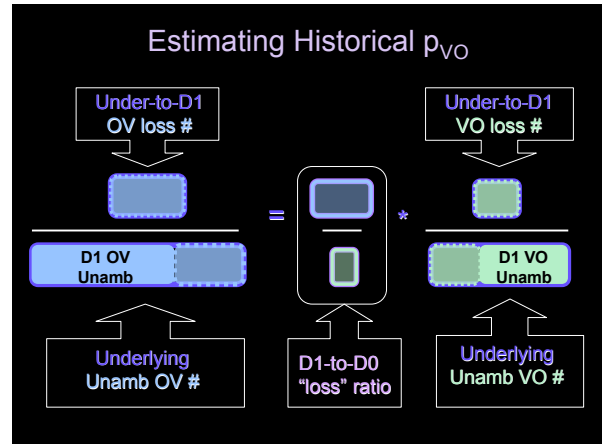 Estimating Historical pVO
Under-to-D1
OV loss #
Under-to-D1
VO loss #
=
*
D1 OV
Unamb
D1 VO
Unamb
Underlying
Unamb OV #
D1-to-D0
“loss” ratio
Underlying
Unamb VO #